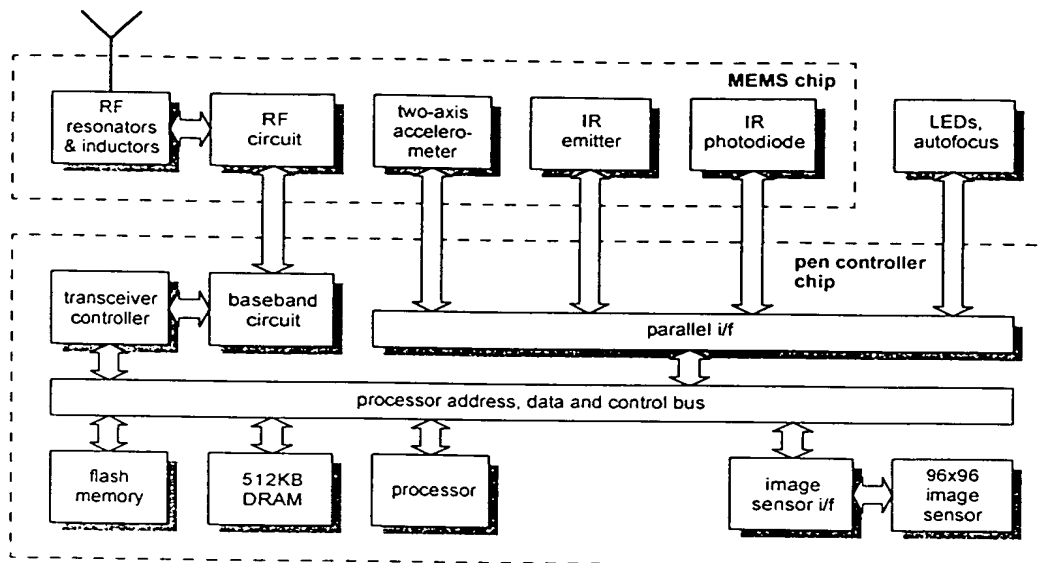 MEMS chip
RF
resonators
& inductors
RF
circuit
two-axis
accelero-
meter
IR
emitter
IR
photodiode
LEDs,
autofocus
pen controller
chip
transceiver
controller
baseband
circuit
parallel i/f
processor address, data and control bus
flash
memory
512KB
DRAM
processor
image
sensor i/f
96x96
image
sensor